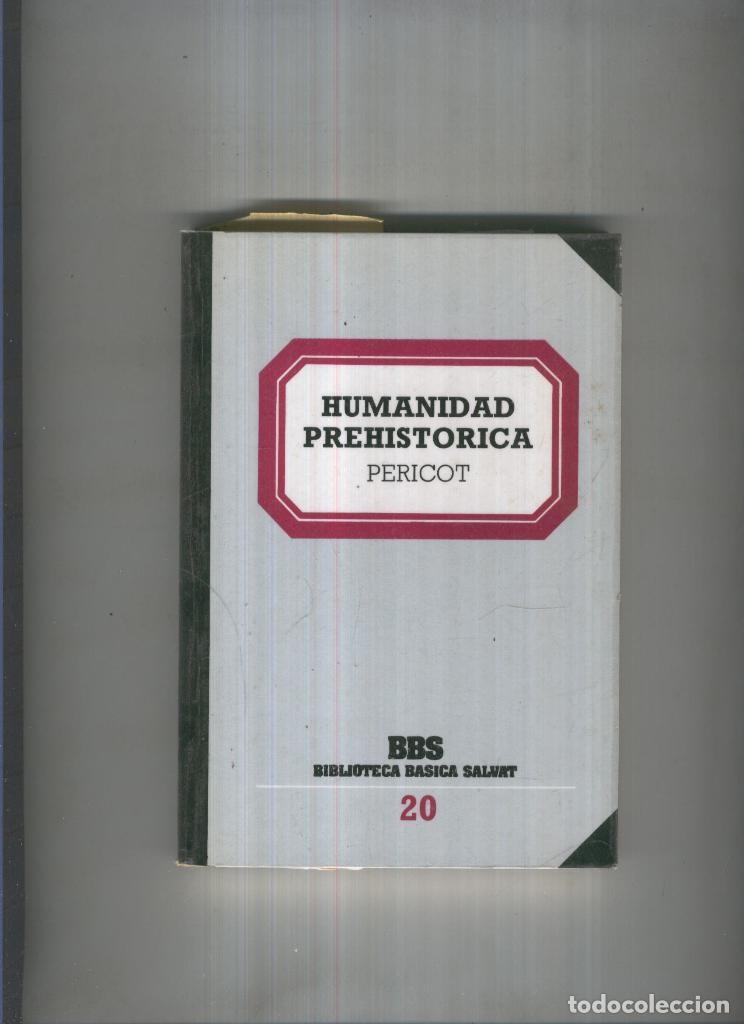 HUMANIDAD
PREHISTORICA
PERICOT
BBS
BIBLIOTECA BASICA SALVAT
20
todocoleccion